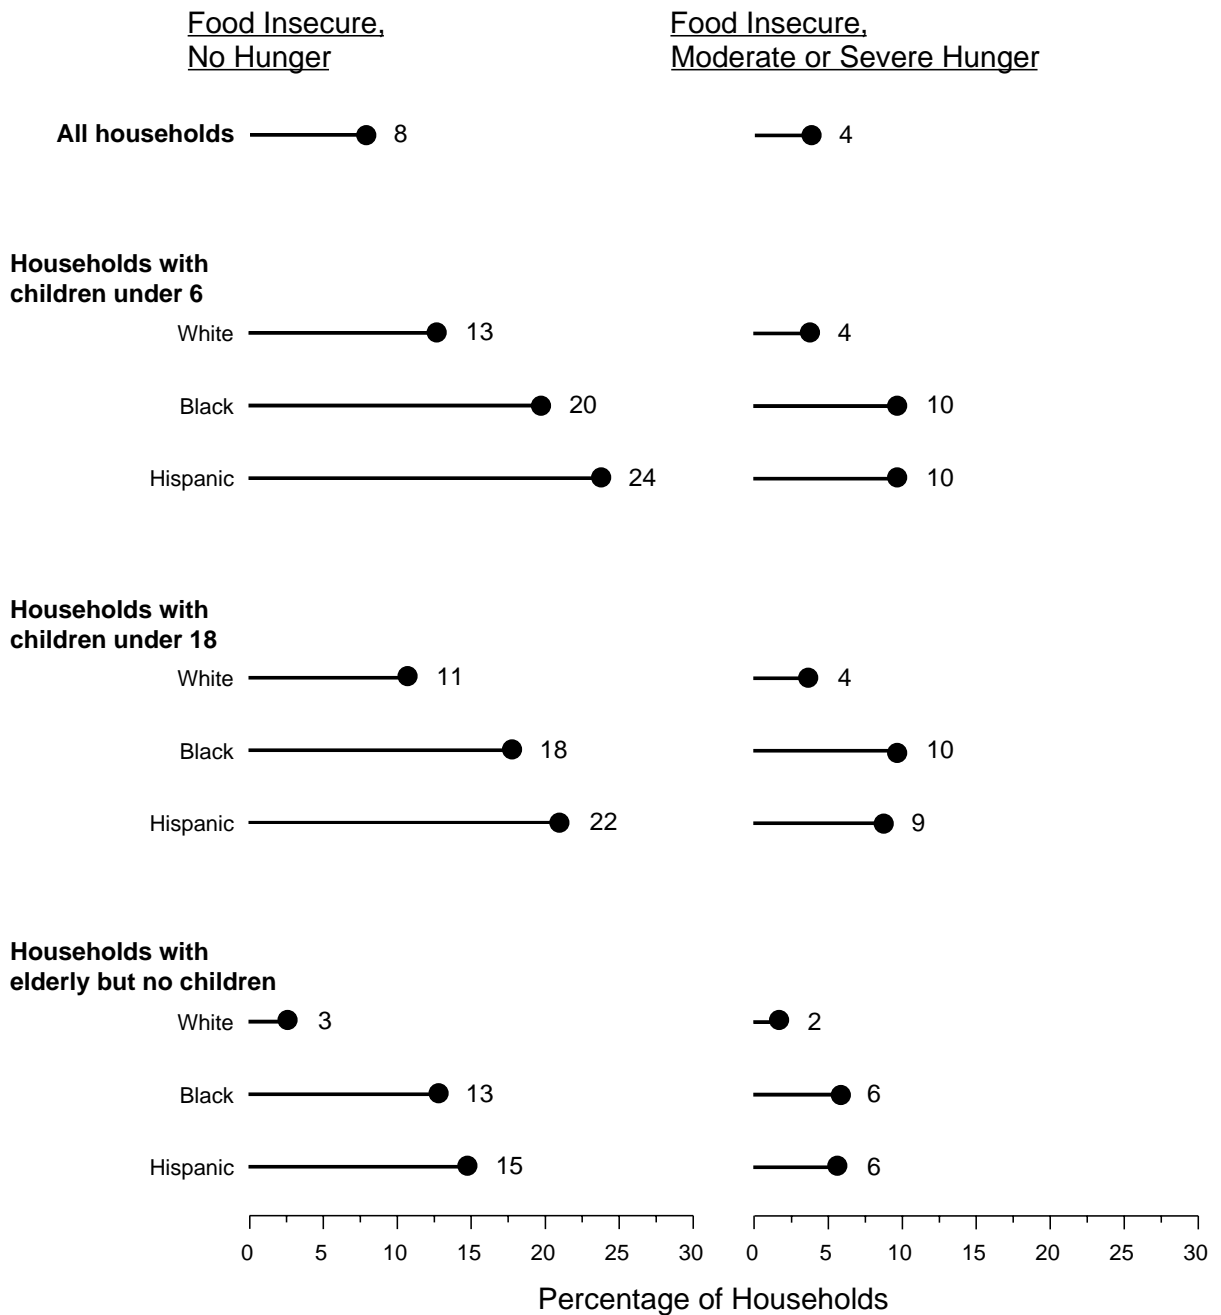 Food Insecure,
No Hunger
Food Insecure,
Moderate or Severe Hunger
All households 8 4
Households with
children under 6
White 13 4
Black 20 10
Hispanic 24 10
Households with
children under 18
White 11 4
Black 18 10
Hispanic 22 9
Households with
elderly but no children
White 3 2
Black 13 6
Hispanic 15 6
0 5 10 15 20 25 30 0 5 10 15 20 25 30
Percentage of Households